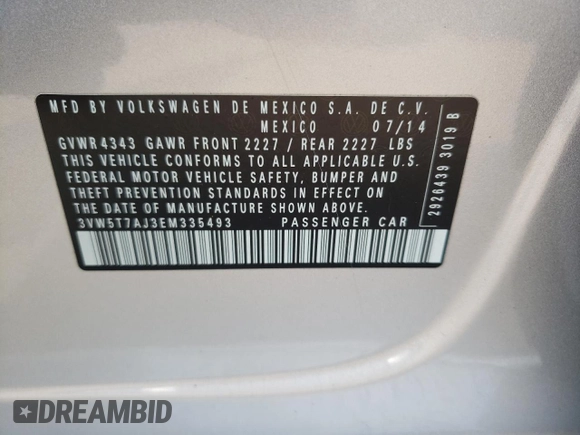 MFD BY VOLKSWAGEN DE MEXICO S.A. DE C.V.
MEXICO 07/14
GVWR 4343 GAWR FRONT 2227 / REAR 2227 LBS
THIS VEHICLE CONFORMS TO ALL APPLICABLE U.S.
FEDERAL MOTOR VEHICLE SAFETY, BUMPER AND
THEFT PREVENTION STANDARDS IN EFFECT ON
THE DATE OF MANUFACTURE SHOWN ABOVE.
3VW5T7AJ3EM335493 PASSENGER CAR
2926439 3019 B
DREAMBID